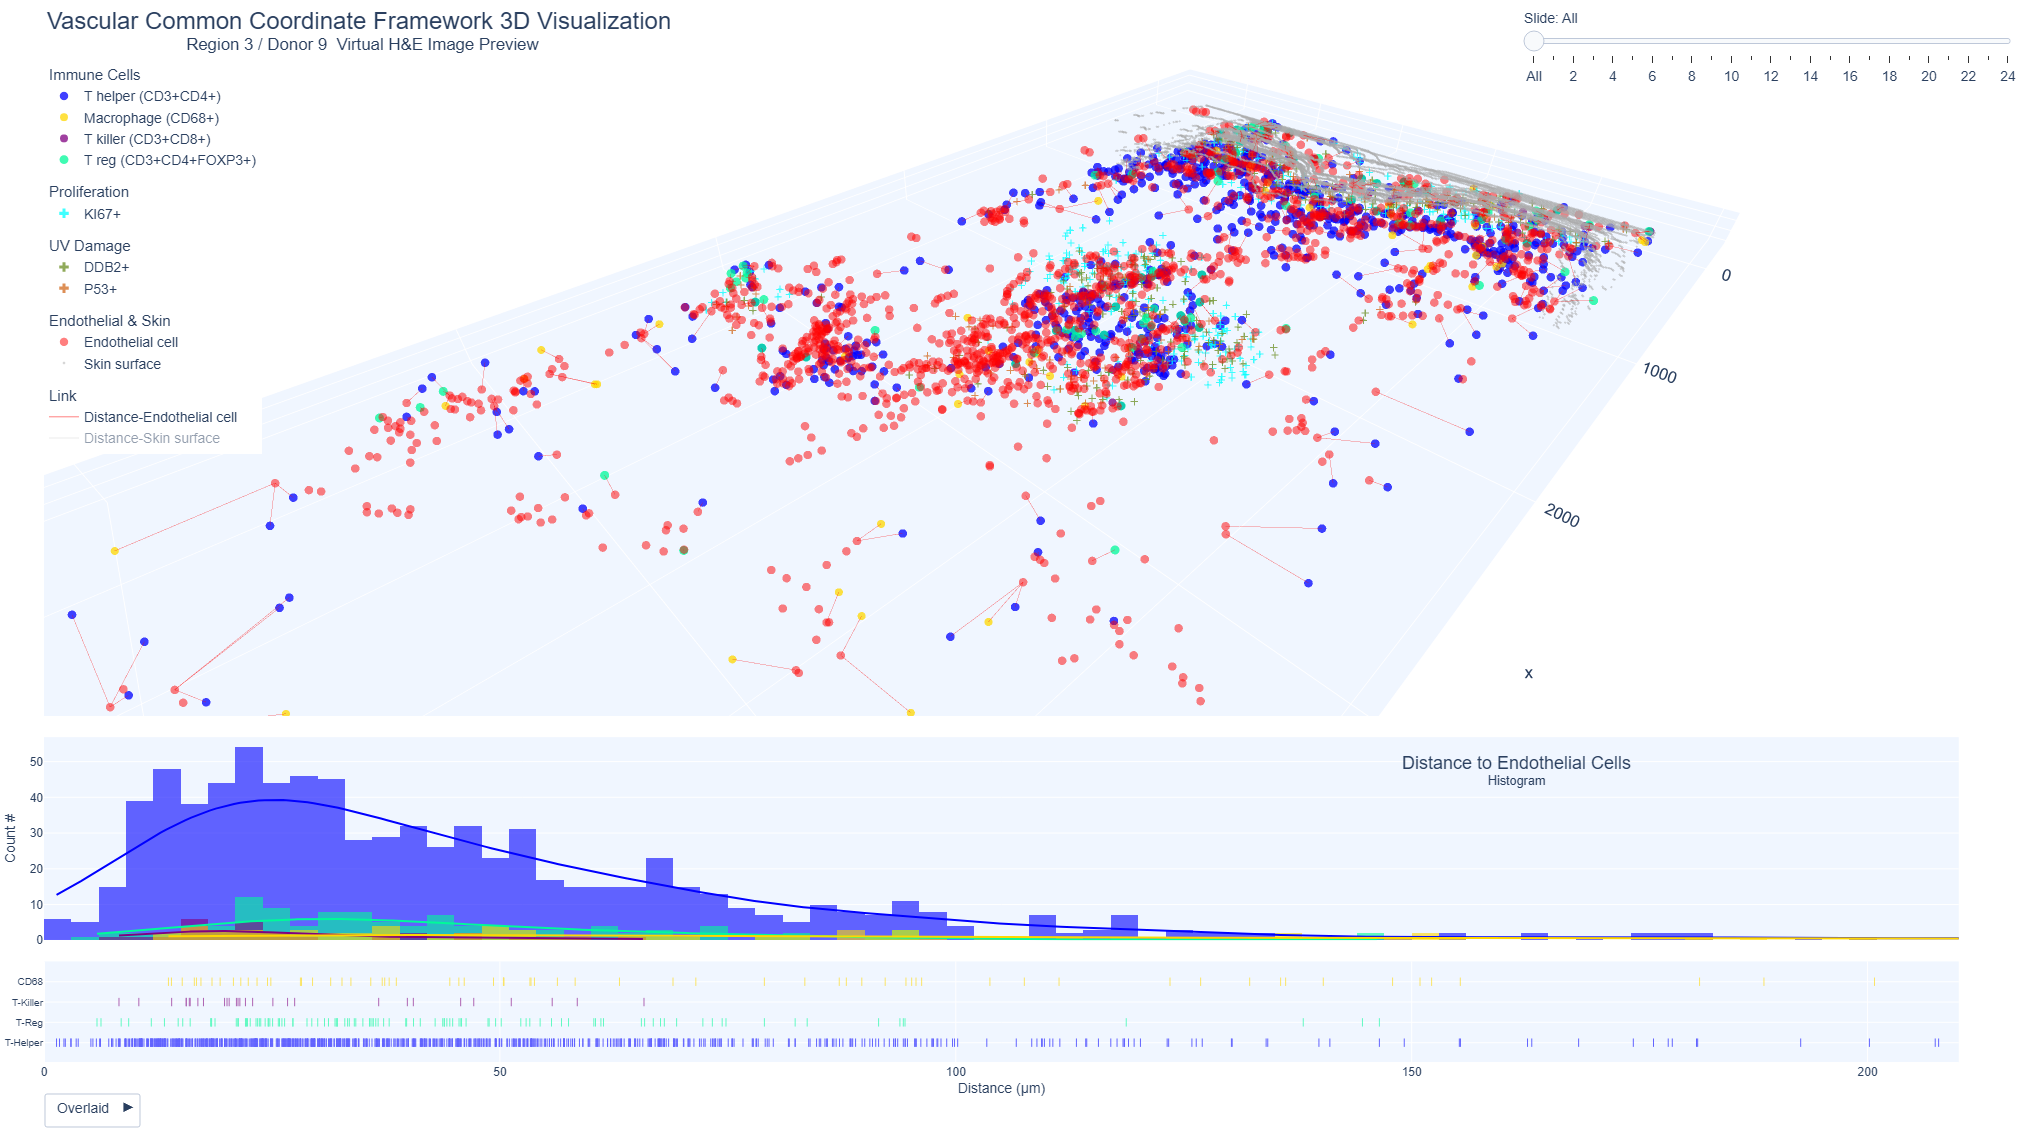 Vascular Common Coordinate Framework 3D Visualization
Region 3 / Donor 9 Virtual H&E Image Preview
Slide: All
All 2 4 6 8 10 12 14 16 18 20 22 24
Immune Cells
T helper (CD3+CD4+)
Macrophage (CD68+)
T killer (CD3+CD8+)
T reg (CD3+CD4+FOXP3+)
Proliferation
KI67+
UV Damage
DDB2+
P53+
Endothelial & Skin
Endothelial cell
Skin surface
Link
Distance-Endothelial cell
Distance-Skin surface
0
1000
2000
x
Distance to Endothelial Cells
Histogram
Count #
50
40
30
20
10
0
CD68
T-Killer
T-Reg
T-Helper
0 50 100 150 200
Distance (μm)
Overlaid ►